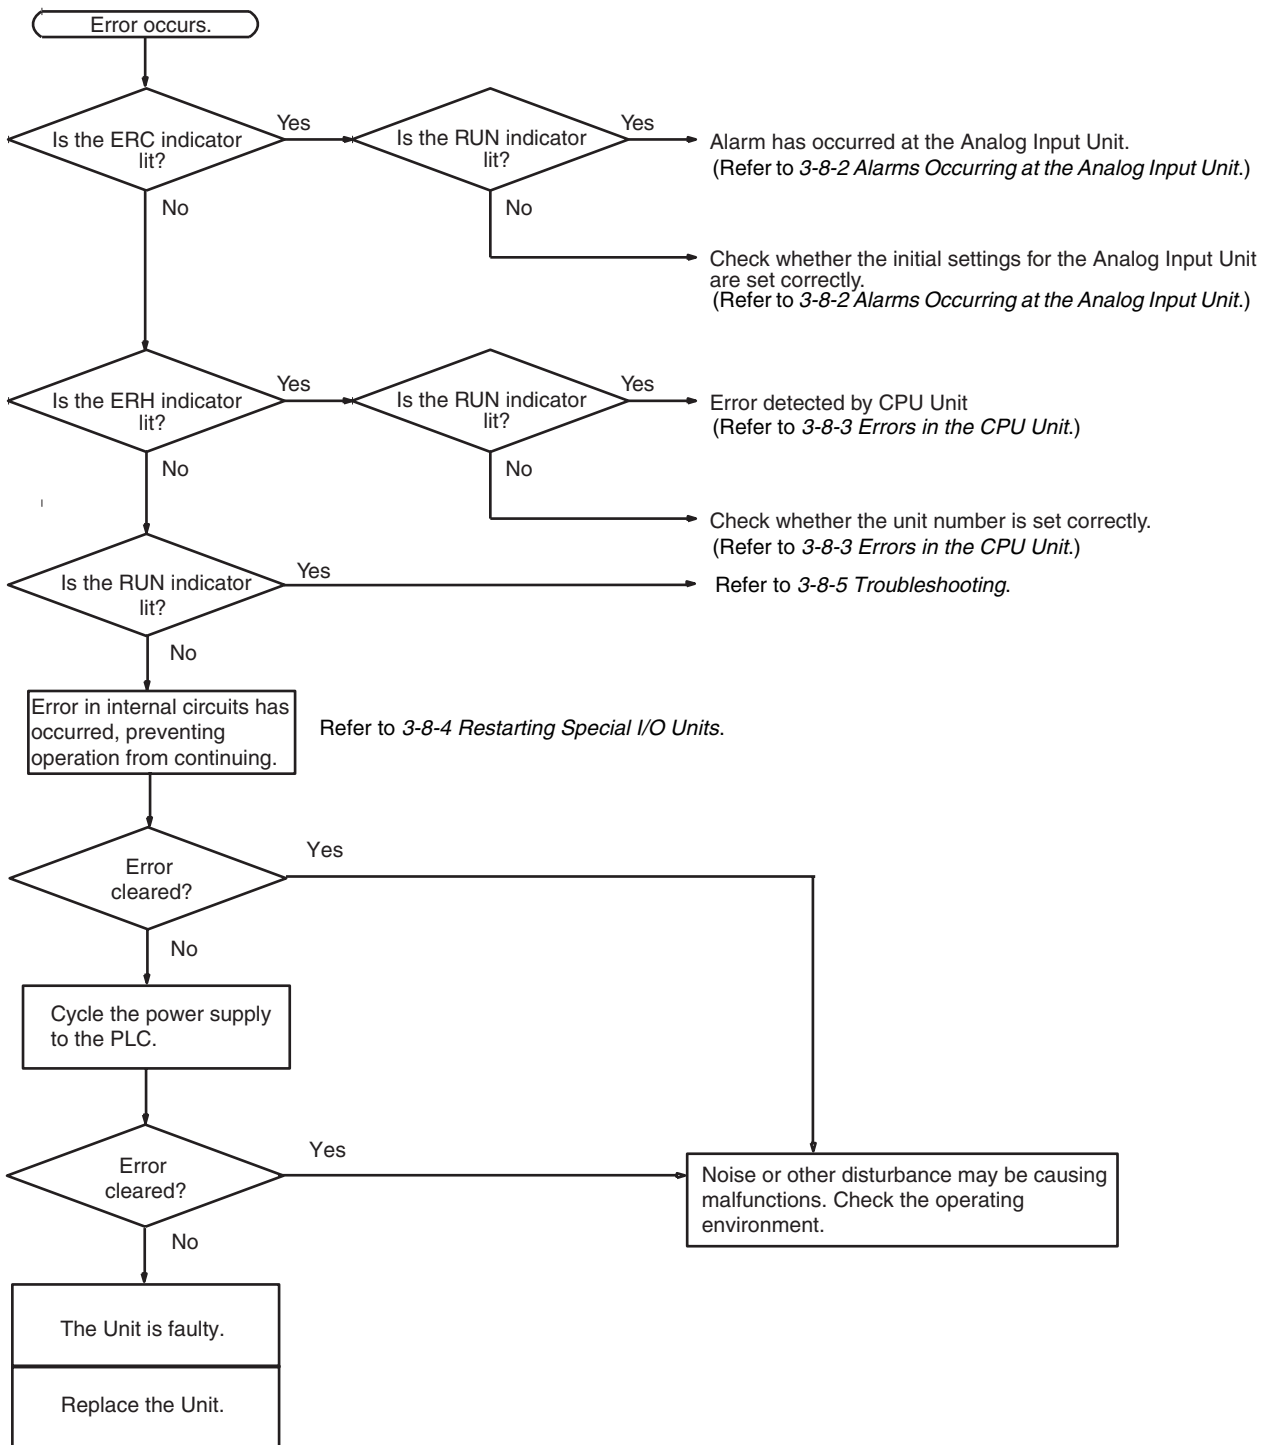 Error occurs.
Is the ERC indicator
lit?
Yes
Is the RUN indicator
lit?
Yes
Alarm has occurred at the Analog Input Unit.
(Refer to 3-8-2 Alarms Occurring at the Analog Input Unit.)
No
No
Check whether the initial settings for the Analog Input Unit
are set correctly.
(Refer to 3-8-2 Alarms Occurring at the Analog Input Unit.)
Is the ERH indicator
lit?
Yes
Is the RUN indicator
lit?
Yes
Error detected by CPU Unit
(Refer to 3-8-3 Errors in the CPU Unit.)
No
No
Check whether the unit number is set correctly.
(Refer to 3-8-3 Errors in the CPU Unit.)
Is the RUN indicator
lit?
Yes
Refer to 3-8-5 Troubleshooting.
No
Error in internal circuits has
occurred, preventing
operation from continuing.
Refer to 3-8-4 Restarting Special I/O Units.
Error
cleared?
Yes
No
Cycle the power supply
to the PLC.
Error
cleared?
Yes
Noise or other disturbance may be causing
malfunctions. Check the operating
environment.
No
The Unit is faulty.
Replace the Unit.